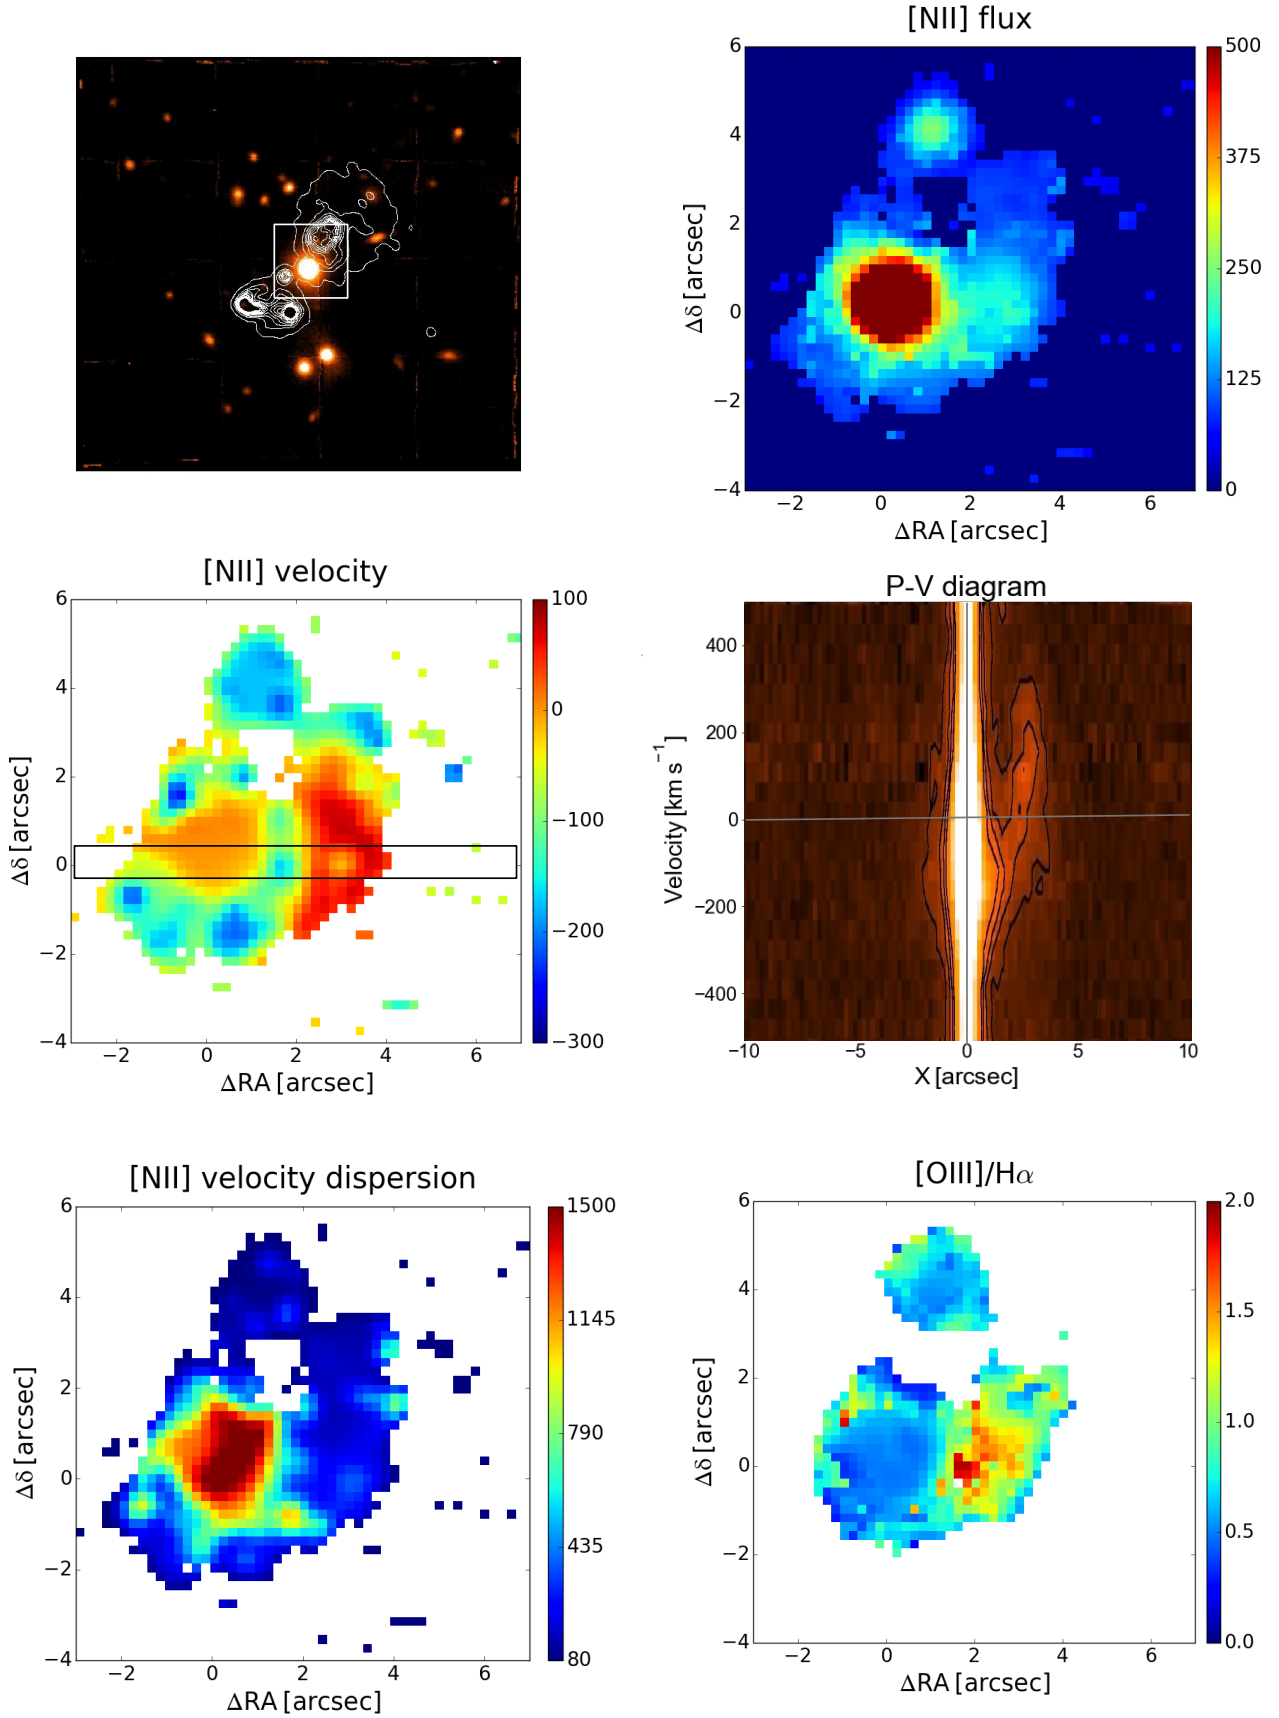 [NII] flux
6
4
2
0
−2
−4
Δδ [arcsec]
−2 0 2 4 6
ΔRA [arcsec]
500
375
250
125
0
[NII] velocity
6
4
2
0
−2
−4
Δδ [arcsec]
−2 0 2 4 6
ΔRA [arcsec]
100
0
−100
−200
−300
P-V diagram
400
200
0
−200
−400
Velocity [km s⁻¹]
−10 −5 0 5 10
X [arcsec]
[NII] velocity dispersion
6
4
2
0
−2
−4
Δδ [arcsec]
−2 0 2 4 6
ΔRA [arcsec]
1500
1145
790
435
80
[OIII]/Hα
6
4
2
0
−2
−4
Δδ [arcsec]
−2 0 2 4 6
ΔRA [arcsec]
2.0
1.5
1.0
0.5
0.0